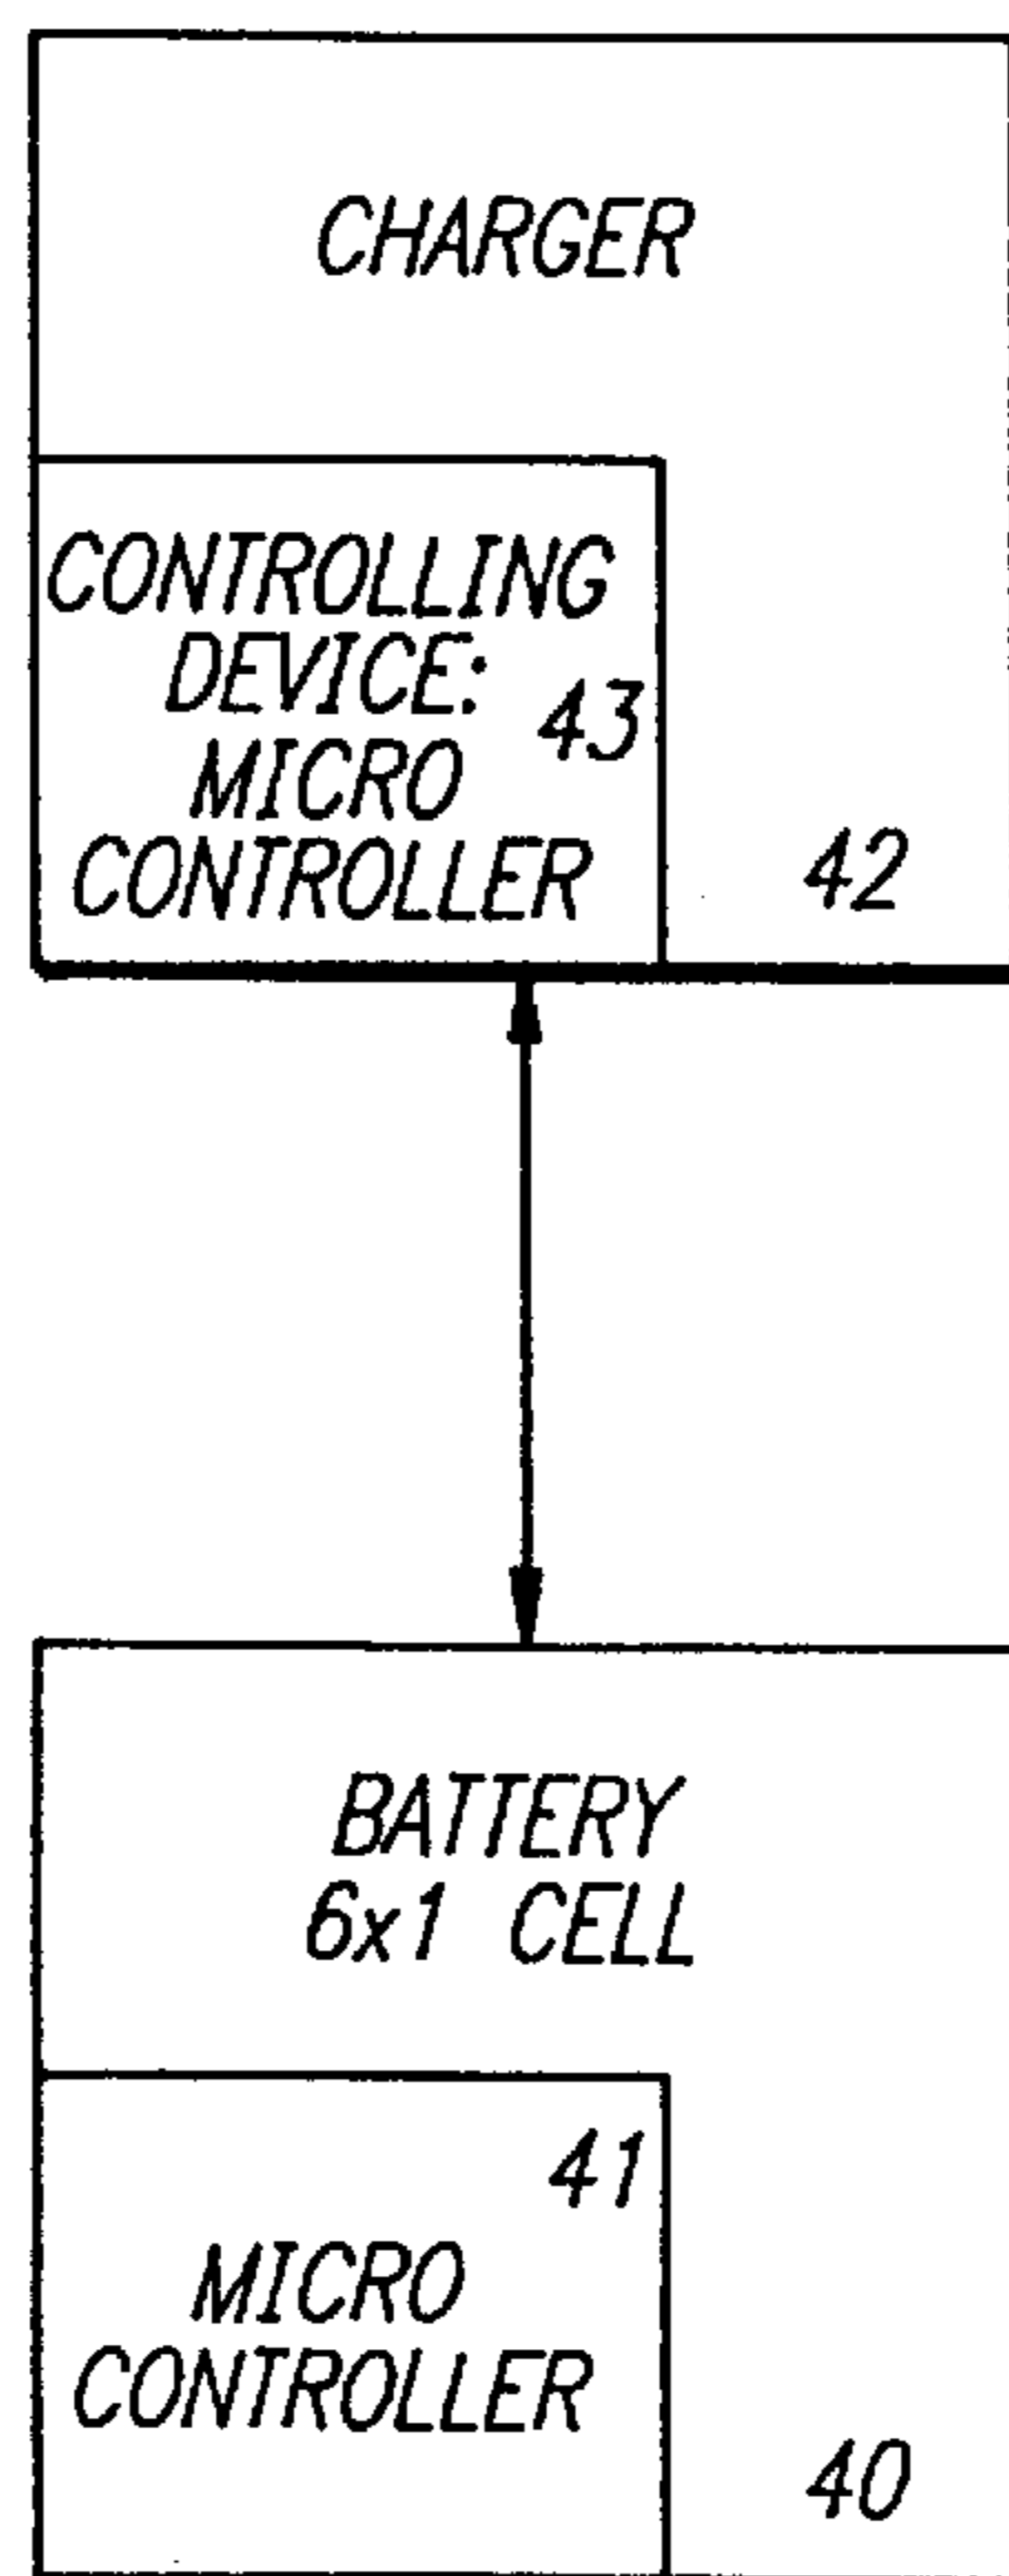 CHARGER
CONTROLLING
DEVICE:
43
MICRO
CONTROLLER
42
BATTERY
6x1 CELL
41
MICRO
CONTROLLER
40